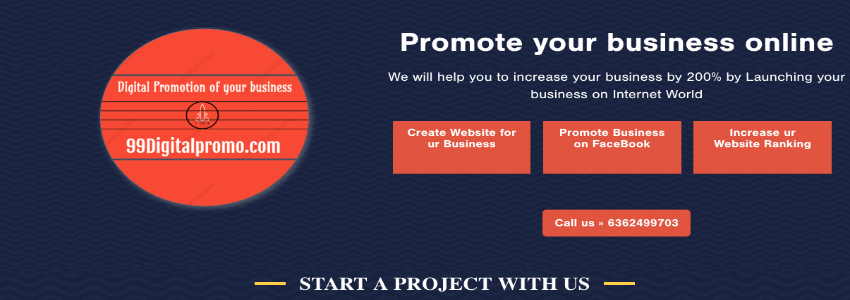 Digital Promotion of your business
99Digitalpromo.com
Promote your business online
We will help you to increase your business by 200% by Launching your
business on Internet World
Create Website for
ur Business
Promote Business
on FaceBook
Increase ur
Website Ranking
Call us » 6362499703
START A PROJECT WITH US